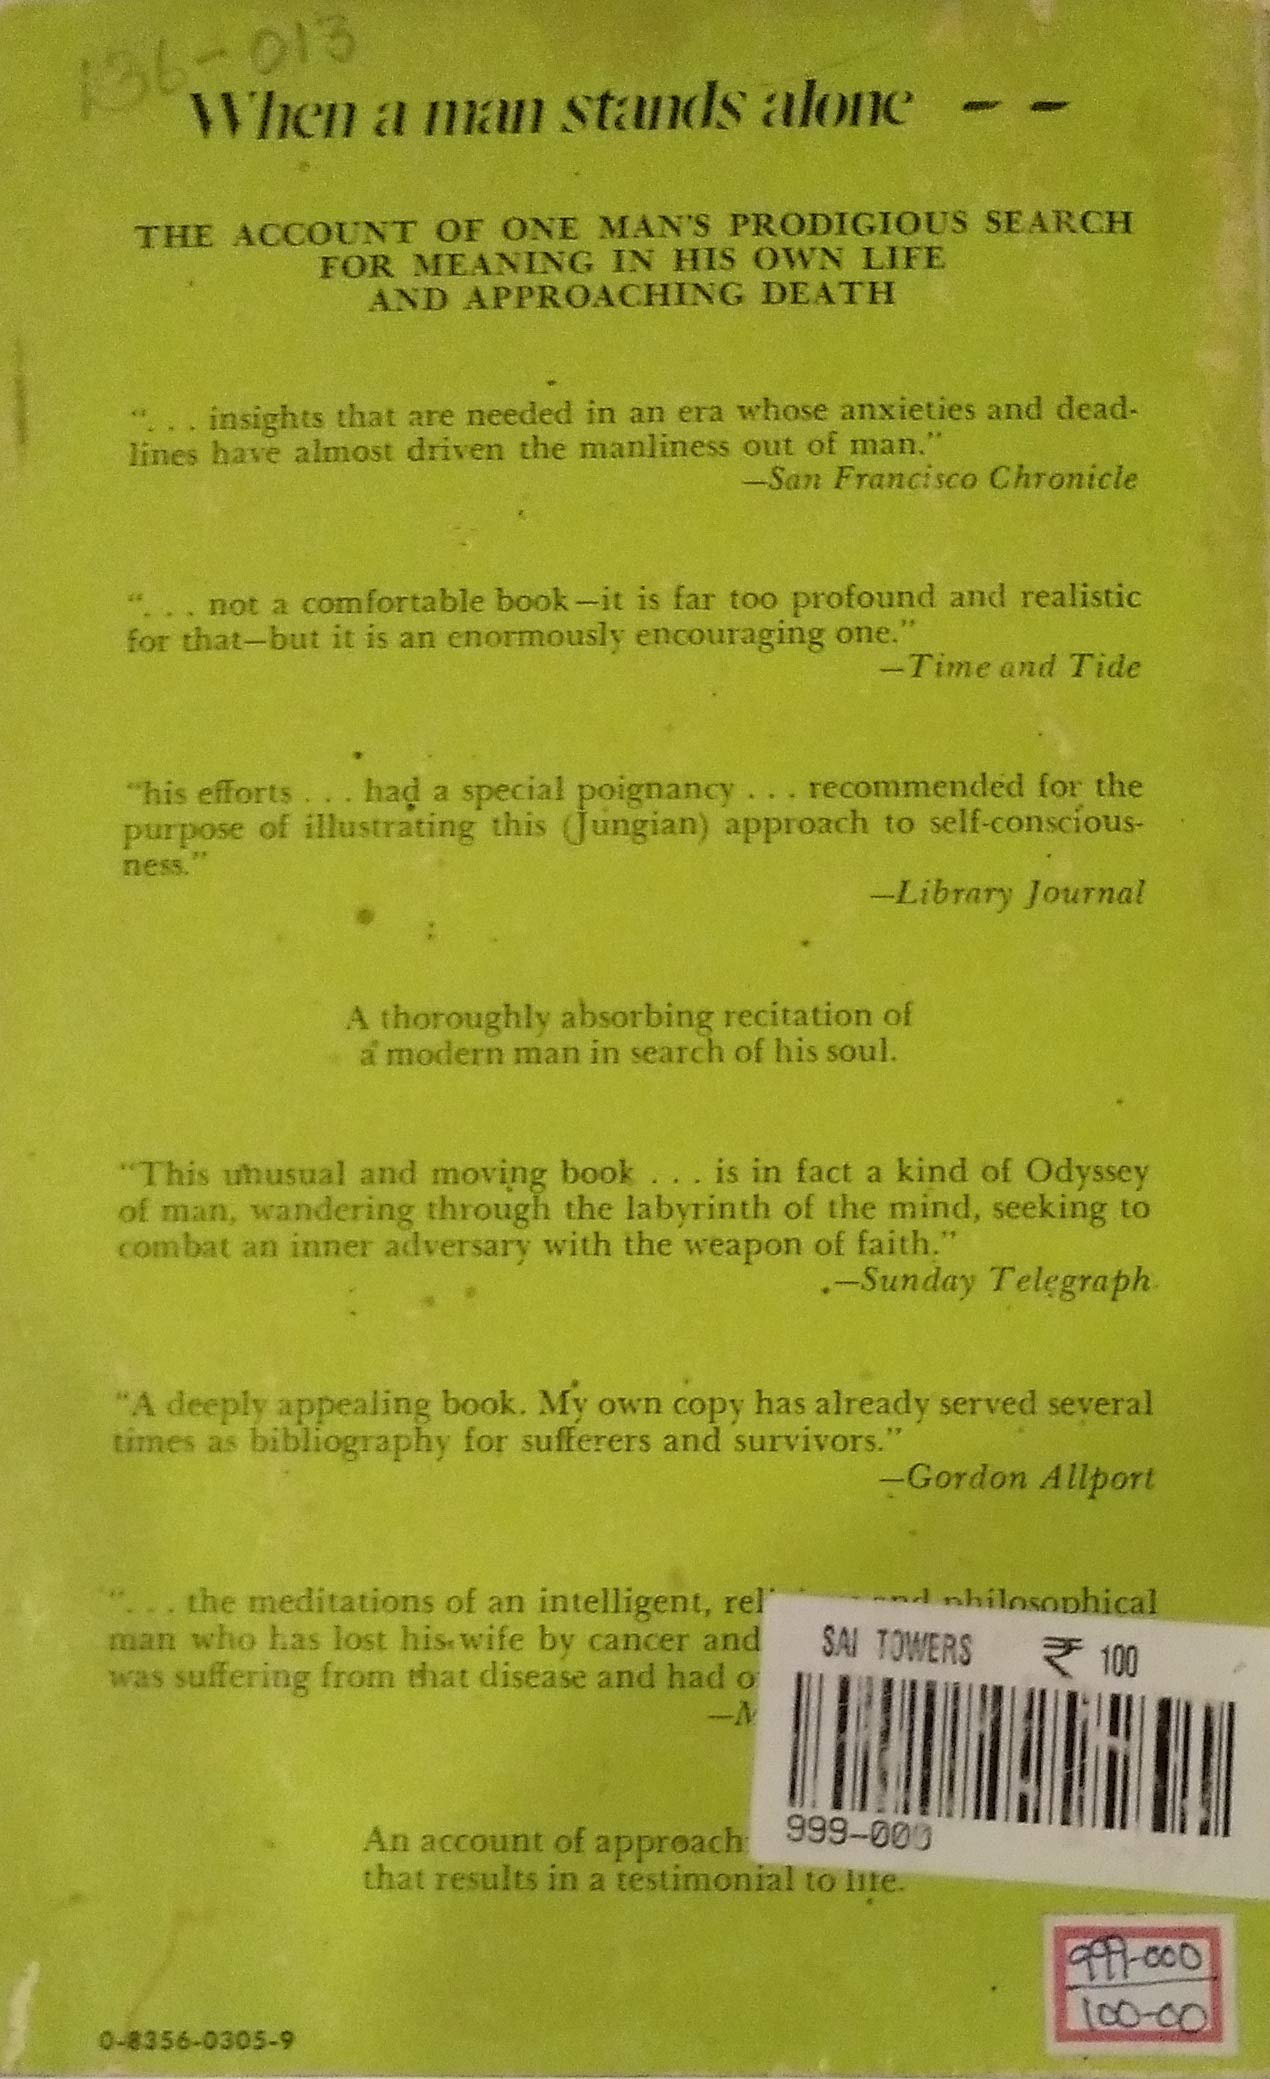 136-013
When a man stands alone – –
THE ACCOUNT OF ONE MAN'S PRODIGIOUS SEARCH
FOR MEANING IN HIS OWN LIFE
AND APPROACHING DEATH
“. . . insights that are needed in an era whose anxieties and dead-
lines have almost driven the manliness out of man.”
—San Francisco Chronicle
“. . . not a comfortable book—it is far too profound and realistic
for that—but it is an enormously encouraging one.”
—Time and Tide
“his efforts . . . had a special poignancy . . . recommended for the
purpose of illustrating this (Jungian) approach to self-conscious-
ness.”
—Library Journal
A thoroughly absorbing recitation of
a modern man in search of his soul.
“This unusual and moving book . . . is in fact a kind of Odyssey
of man, wandering through the labyrinth of the mind, seeking to
combat an inner adversary with the weapon of faith.”
—Sunday Telegraph
“A deeply appealing book. My own copy has already served several
times as bibliography for sufferers and survivors.”
—Gordon Allport
“. . . the meditations of an intelligent, and philosophical
man who has lost his wife by cancer and
was suffering from that disease and had
SAI TOWERS ₹ 100
999-000
An account of approach
that results in a testimonial to life.
999-000
100-00
0-8356-0305-9